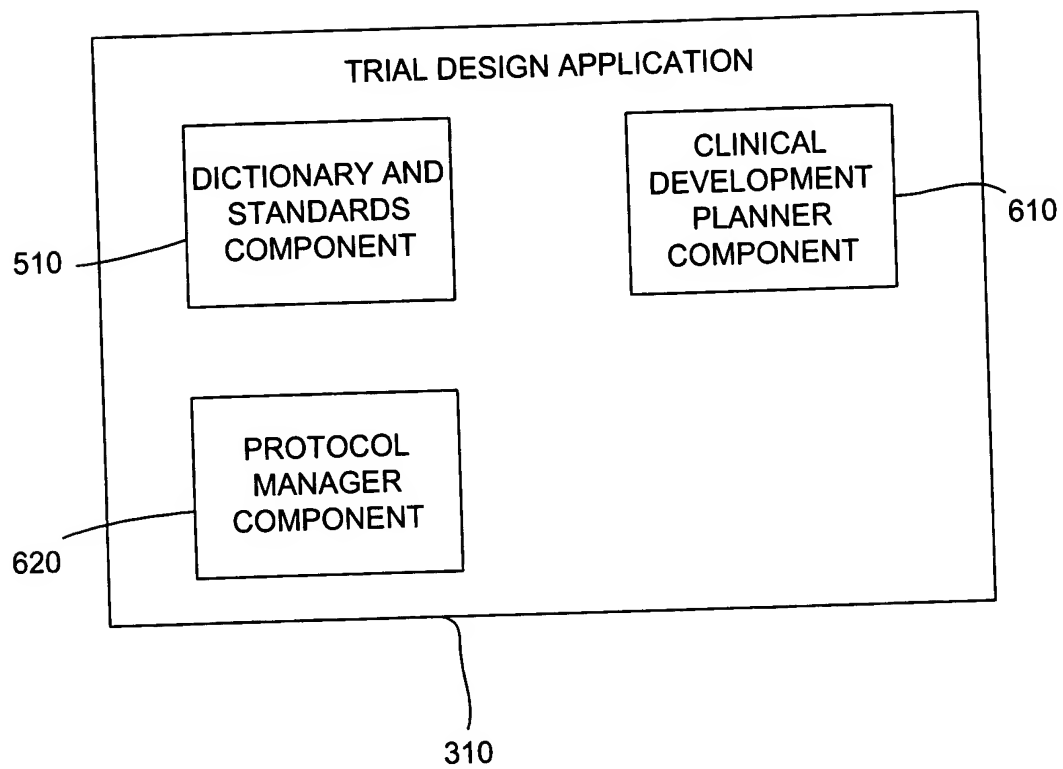 TRIAL DESIGN APPLICATION
DICTIONARY AND
STANDARDS
COMPONENT
510
CLINICAL
DEVELOPMENT
PLANNER
COMPONENT
610
PROTOCOL
MANAGER
COMPONENT
620
310